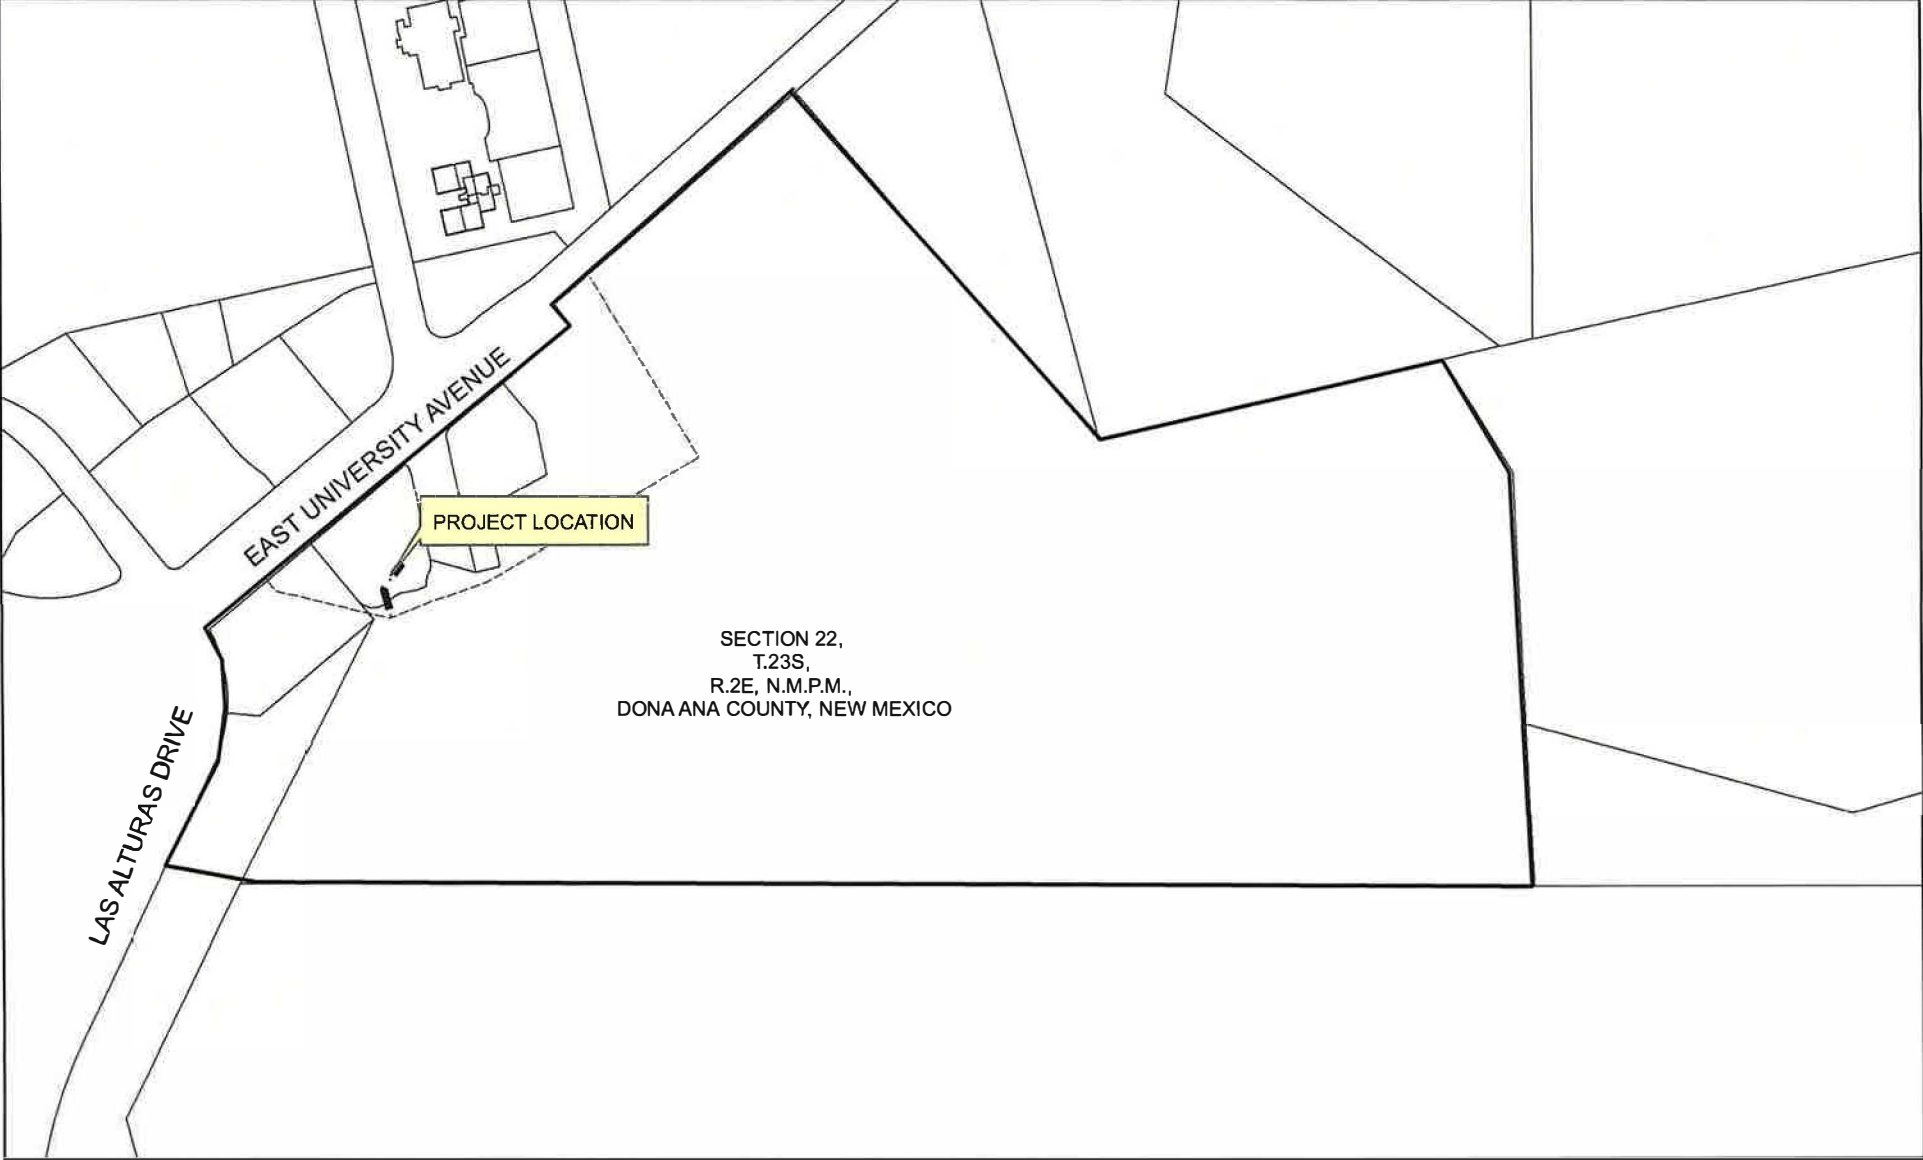 EAST UNIVERSITY AVENUE
PROJECT LOCATION
SECTION 22,
T.23S,
R.2E, N.M.P.M.,
DONA ANA COUNTY, NEW MEXICO
LAS ALTURAS DRIVE